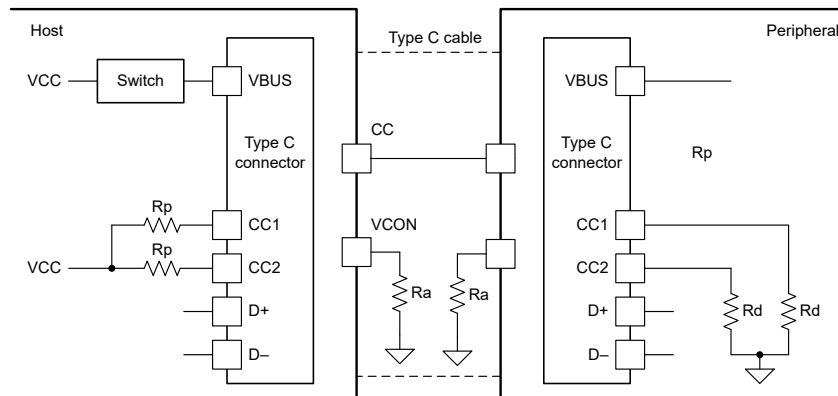 Host
Type C cable
Peripheral
VCC
Switch
VBUS
VBUS
Type C
connector
CC
Type C
connector
Rp
Rp
CC1
VCON
CC1
VCC
Rp
CC2
CC2
Ra
Ra
D+
D+
Rd
Rd
D–
D–